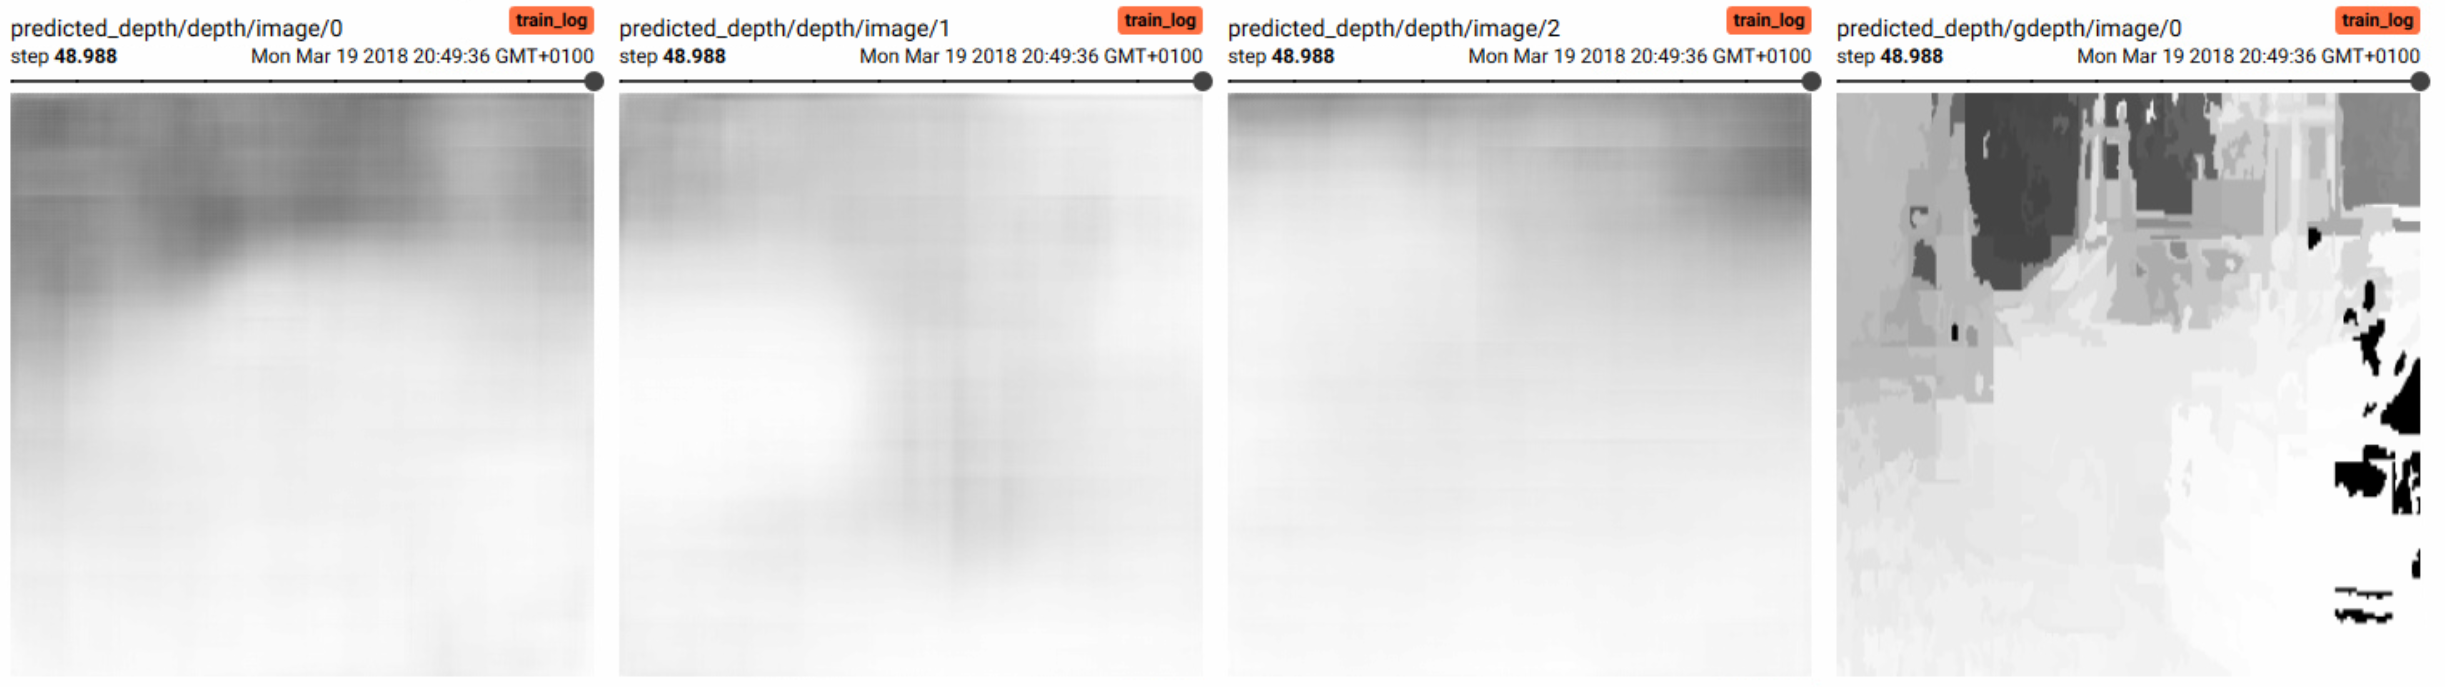 predicted_depth/depth/image/0 train_log
step 48.988 Mon Mar 19 2018 20:49:36 GMT+0100
predicted_depth/depth/image/1 train_log
step 48.988 Mon Mar 19 2018 20:49:36 GMT+0100
predicted_depth/depth/image/2 train_log
step 48.988 Mon Mar 19 2018 20:49:36 GMT+0100
predicted_depth/gdepth/image/0 train_log
step 48.988 Mon Mar 19 2018 20:49:36 GMT+0100